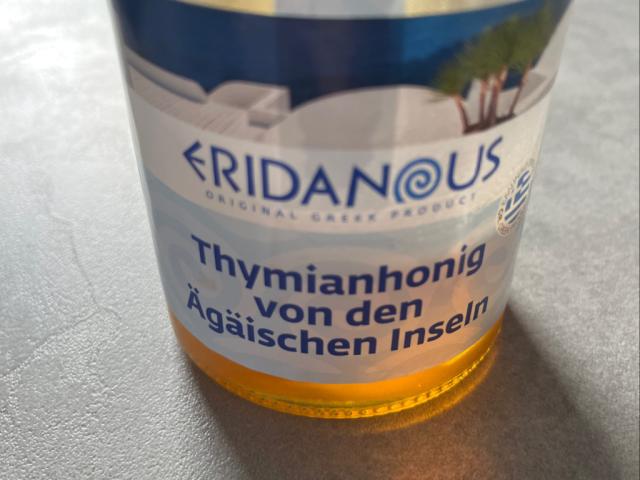 ERIDANOUS
ORIGINAL GREEK PRODUCT
Thymianhonig
von den
Ägäischen Inseln